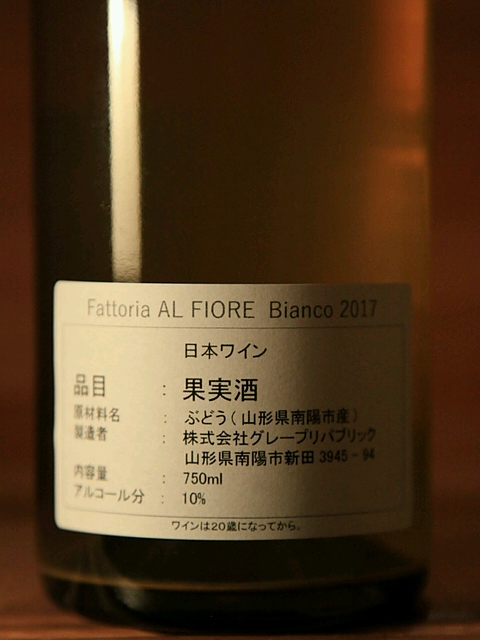 Fattoria AL FIORE Bianco 2017
日本ワイン
品目 : 果実酒
原材料名 : ぶどう(山形県南陽市産)
製造者 : 株式会社グレープリパブリック
山形県南陽市新田 3945-94
内容量 : 750ml
アルコール分 : 10%
ワインは20歳になってから。